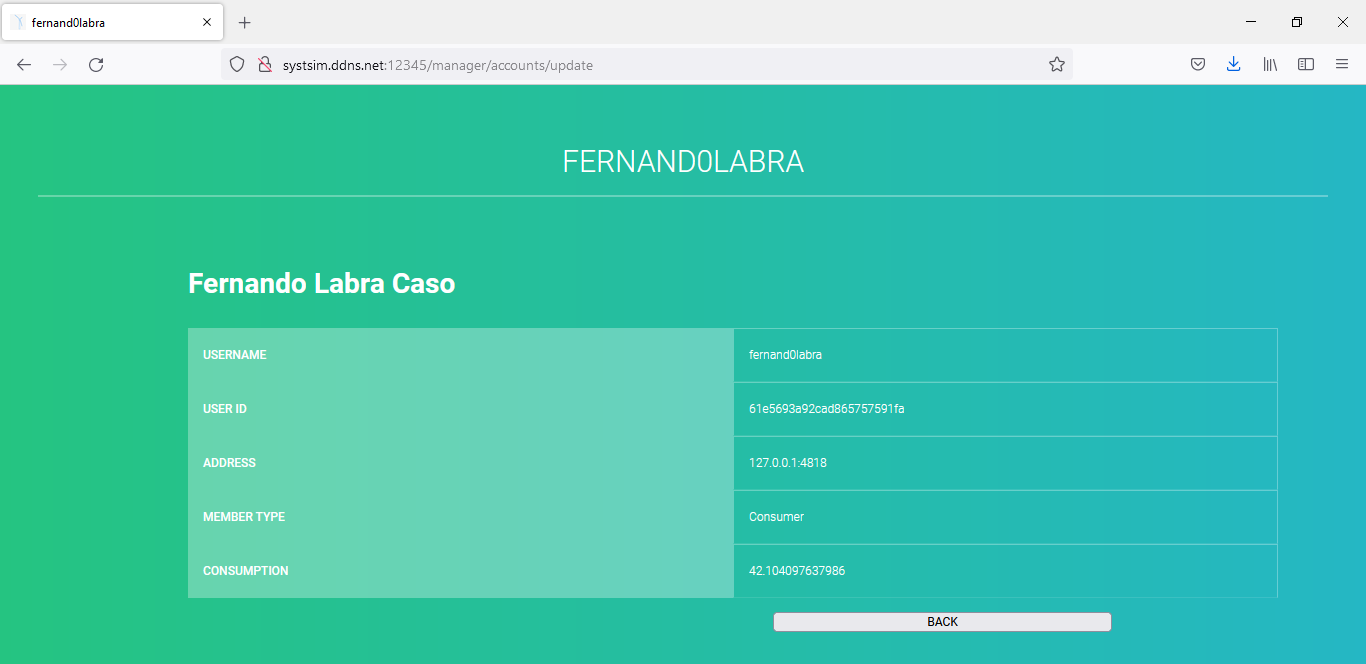 fernand0labra
systsim.ddns.net:12345/manager/accounts/update
FERNAND0LABRA
Fernando Labra Caso
USERNAME fernand0labra
USER ID 61e5693a92cad865757591fa
ADDRESS 127.0.0.1:4818
MEMBER TYPE Consumer
CONSUMPTION 42.104097637986
BACK